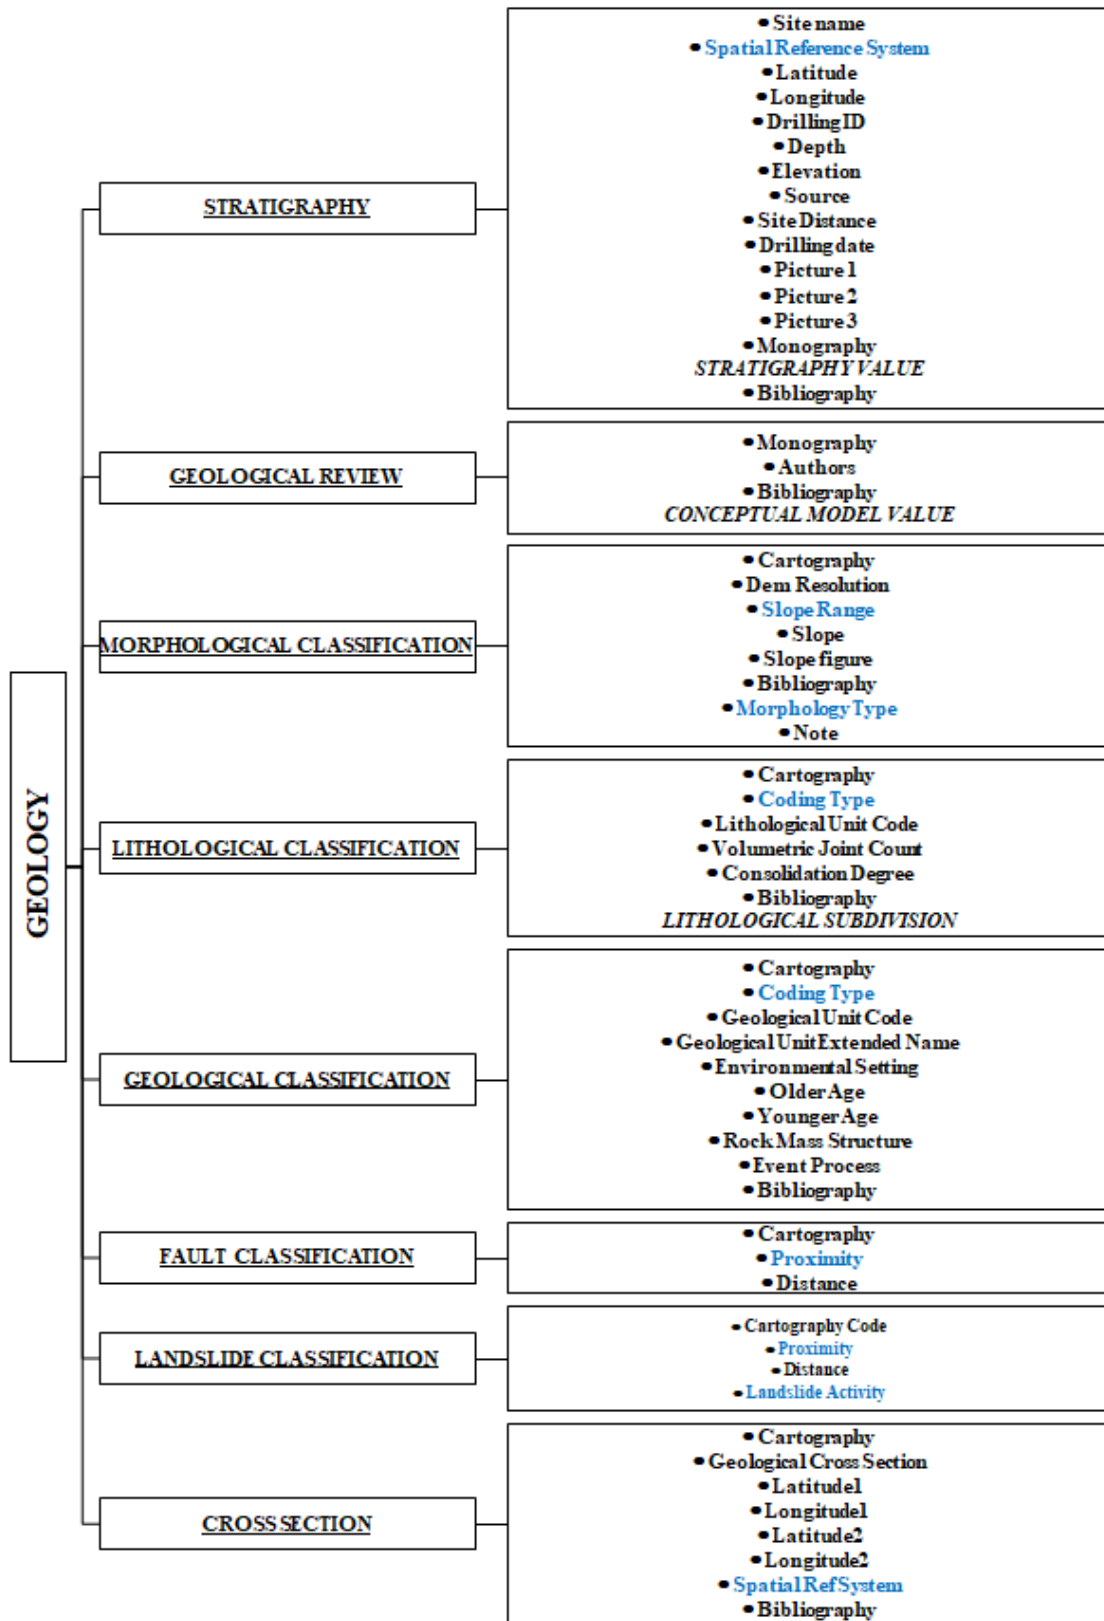 GEOLOGY
STRATIGRAPHY
• Site name
• Spatial Reference System
• Latitude
• Longitude
• Drilling ID
• Depth
• Elevation
• Source
• Site Distance
• Drilling date
• Picture 1
• Picture 2
• Picture 3
• Monography
STRATIGRAPHY VALUE
• Bibliography
GEOLOGICAL REVIEW
• Monography
• Authors
• Bibliography
CONCEPTUAL MODEL VALUE
MORPHOLOGICAL CLASSIFICATION
• Cartography
• Dem Resolution
• Slope Range
• Slope
• Slope figure
• Bibliography
• Morphology Type
• Note
LITHOLOGICAL CLASSIFICATION
• Cartography
• Coding Type
• Lithological Unit Code
• Volumetric Joint Count
• Consolidation Degree
• Bibliography
LITHOLOGICAL SUBDIVISION
GEOLOGICAL CLASSIFICATION
• Cartography
• Coding Type
• Geological Unit Code
• Geological Unit Extended Name
• Environmental Setting
• Older Age
• Younger Age
• Rock Mass Structure
• Event Process
• Bibliography
FAULT CLASSIFICATION
• Cartography
• Proximity
• Distance
LANDSLIDE CLASSIFICATION
• Cartography Code
• Proximity
• Distance
• Landslide Activity
CROSS SECTION
• Cartography
• Geological Cross Section
• Latitude1
• Longitude1
• Latitude2
• Longitude2
• Spatial Ref System
• Bibliography